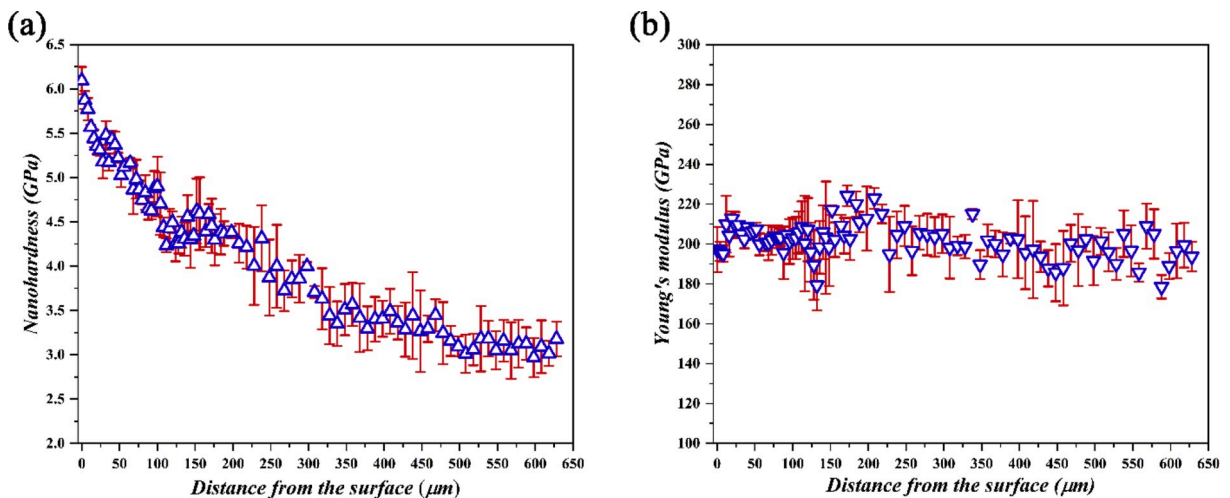 (a)
6.5
6.0
5.5
5.0
4.5
4.0
3.5
3.0
2.5
2.0
Nanohardness (GPa)
0 50 100 150 200 250 300 350 400 450 500 550 600 650
Distance from the surface (μm)
(b)
300
280
260
240
220
200
180
160
140
120
100
Young's modulus (GPa)
0 50 100 150 200 250 300 350 400 450 500 550 600 650
Distance from the surface (μm)